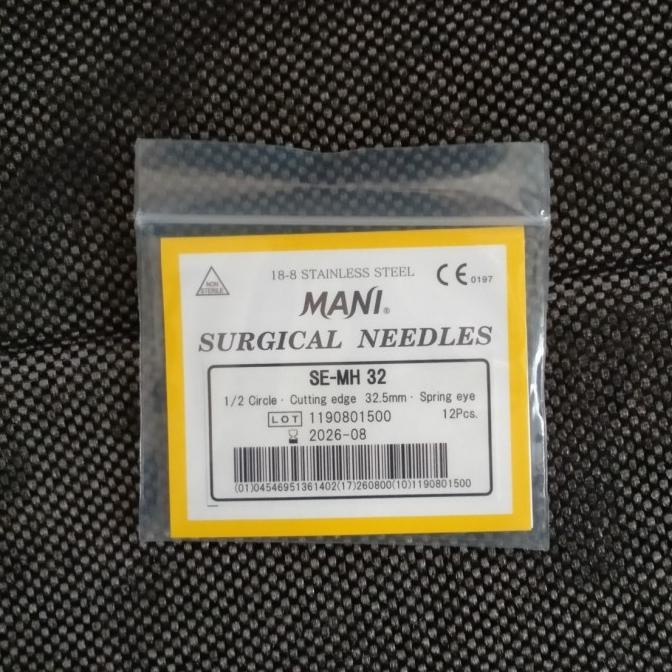 NON
STERILE
18-8 STAINLESS STEEL
CE 0197
MANI®
SURGICAL NEEDLES
SE-MH 32
1/2 Circle · Cutting edge 32.5mm · Spring eye
LOT 1190801500 12Pcs.
2026-08
(01)04546951361402(17)260800(10)1190801500